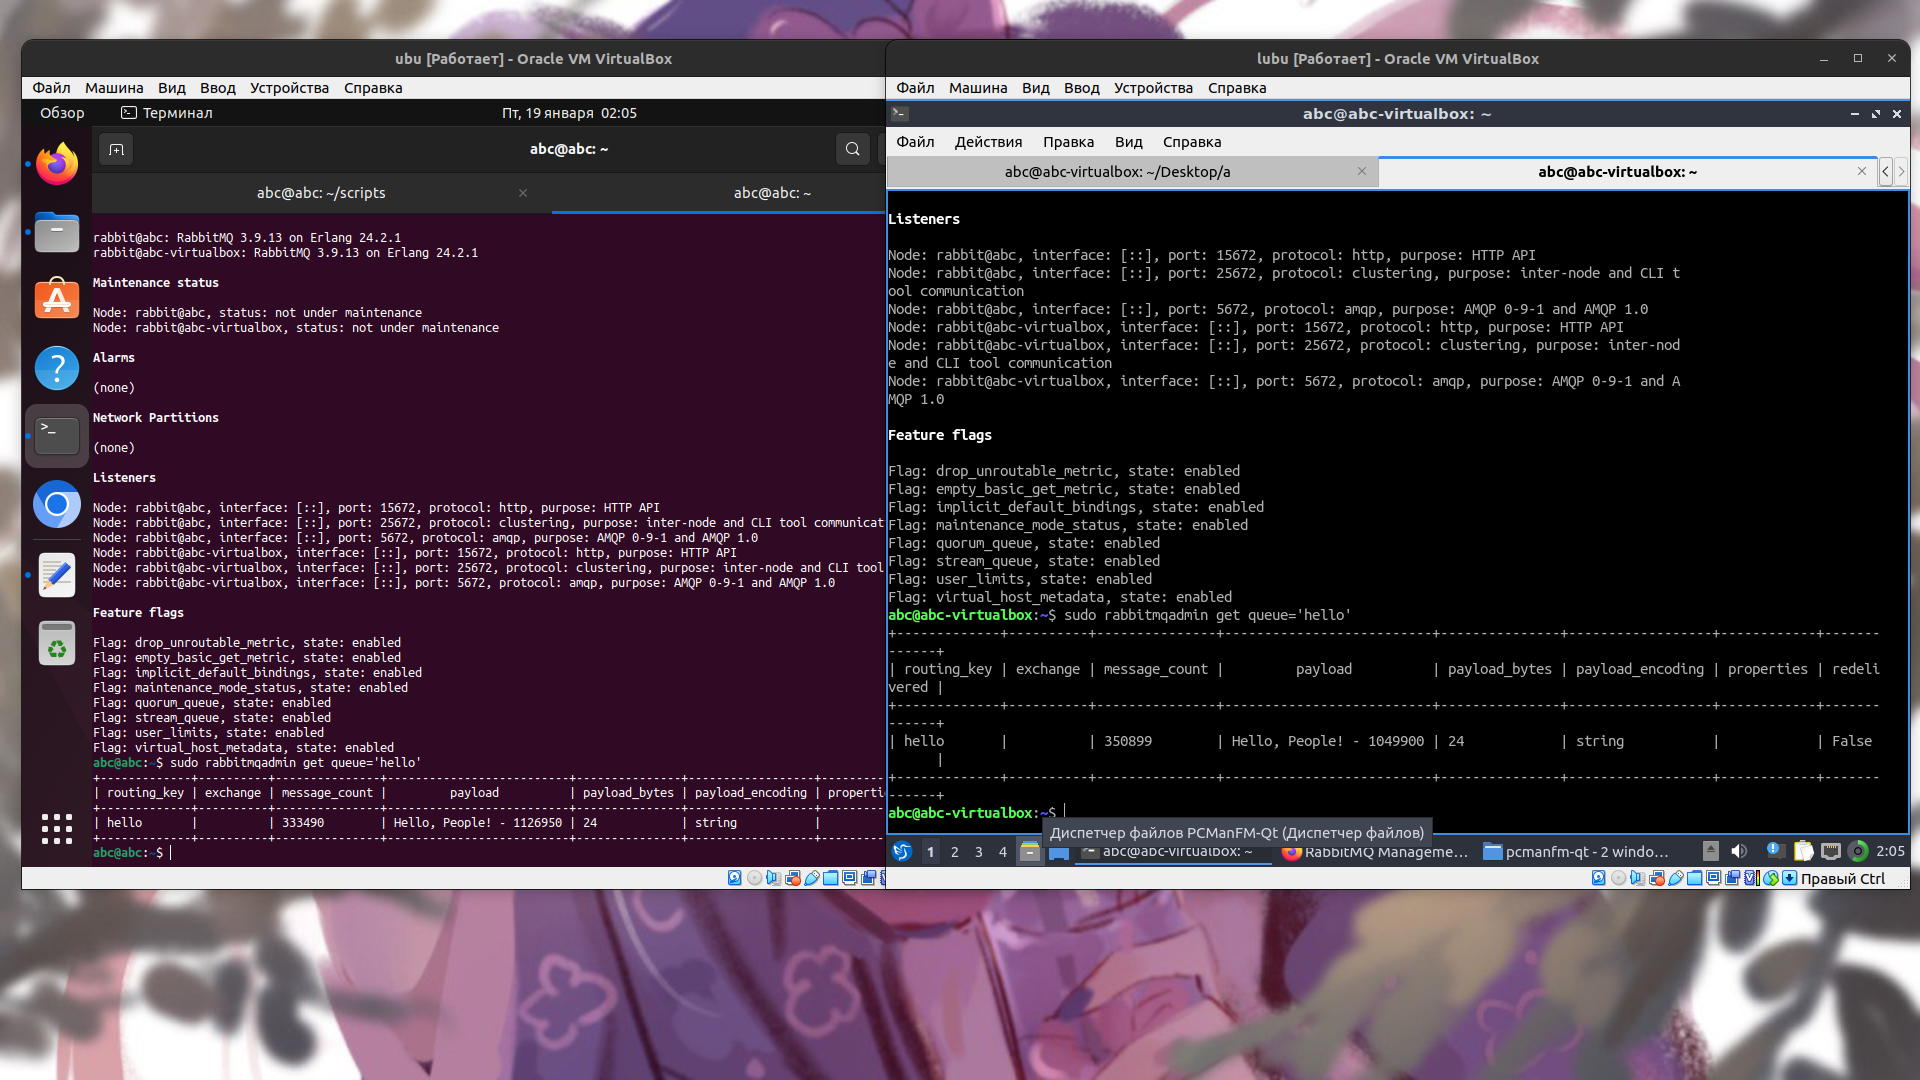 ubu [Работает] - Oracle VM VirtualBox
Файл Машина Вид Ввод Устройства Справка
Обзор Терминал Пт, 19 января 02:05
abc@abc: ~
abc@abc: ~/scripts × abc@abc: ~
rabbit@abc: RabbitMQ 3.9.13 on Erlang 24.2.1
rabbit@abc-virtualbox: RabbitMQ 3.9.13 on Erlang 24.2.1
Maintenance status
Node: rabbit@abc, status: not under maintenance
Node: rabbit@abc-virtualbox, status: not under maintenance
Alarms
(none)
Network Partitions
(none)
Listeners
Node: rabbit@abc, interface: [::], port: 15672, protocol: http, purpose: HTTP API
Node: rabbit@abc, interface: [::], port: 25672, protocol: clustering, purpose: inter-node and CLI tool communicat
Node: rabbit@abc, interface: [::], port: 5672, protocol: amqp, purpose: AMQP 0-9-1 and AMQP 1.0
Node: rabbit@abc-virtualbox, interface: [::], port: 15672, protocol: http, purpose: HTTP API
Node: rabbit@abc-virtualbox, interface: [::], port: 25672, protocol: clustering, purpose: inter-node and CLI tool
Node: rabbit@abc-virtualbox, interface: [::], port: 5672, protocol: amqp, purpose: AMQP 0-9-1 and AMQP 1.0
Feature flags
Flag: drop_unroutable_metric, state: enabled
Flag: empty_basic_get_metric, state: enabled
Flag: implicit_default_bindings, state: enabled
Flag: maintenance_mode_status, state: enabled
Flag: quorum_queue, state: enabled
Flag: stream_queue, state: enabled
Flag: user_limits, state: enabled
Flag: virtual_host_metadata, state: enabled
abc@abc:~$ sudo rabbitmqadmin get queue='hello'
+-------------+----------+---------------+--------------------------+---------------+------------------+---------
| routing_key | exchange | message_count |         payload          | payload_bytes | payload_encoding | properti
+-------------+----------+---------------+--------------------------+---------------+------------------+---------
| hello       |          | 333490        | Hello, People! - 1126950 | 24            | string           |
+-------------+----------+---------------+--------------------------+---------------+------------------+---------
abc@abc:~$
lubu [Работает] - Oracle VM VirtualBox
Файл Машина Вид Ввод Устройства Справка
abc@abc-virtualbox: ~
Файл Действия Правка Вид Справка
abc@abc-virtualbox: ~/Desktop/a × abc@abc-virtualbox: ~ ×
Listeners
Node: rabbit@abc, interface: [::], port: 15672, protocol: http, purpose: HTTP API
Node: rabbit@abc, interface: [::], port: 25672, protocol: clustering, purpose: inter-node and CLI t
ool communication
Node: rabbit@abc, interface: [::], port: 5672, protocol: amqp, purpose: AMQP 0-9-1 and AMQP 1.0
Node: rabbit@abc-virtualbox, interface: [::], port: 15672, protocol: http, purpose: HTTP API
Node: rabbit@abc-virtualbox, interface: [::], port: 25672, protocol: clustering, purpose: inter-nod
e and CLI tool communication
Node: rabbit@abc-virtualbox, interface: [::], port: 5672, protocol: amqp, purpose: AMQP 0-9-1 and A
MQP 1.0
Feature flags
Flag: drop_unroutable_metric, state: enabled
Flag: empty_basic_get_metric, state: enabled
Flag: implicit_default_bindings, state: enabled
Flag: maintenance_mode_status, state: enabled
Flag: quorum_queue, state: enabled
Flag: stream_queue, state: enabled
Flag: user_limits, state: enabled
Flag: virtual_host_metadata, state: enabled
abc@abc-virtualbox:~$ sudo rabbitmqadmin get queue='hello'
+-------------+----------+---------------+--------------------------+---------------+------------------+------------+-------
------+
| routing_key | exchange | message_count |         payload          | payload_bytes | payload_encoding | properties | redeli
vered |
+-------------+----------+---------------+--------------------------+---------------+------------------+------------+-------
------+
| hello       |          | 350899        | Hello, People! - 1049900 | 24            | string           |            | False
      |
+-------------+----------+---------------+--------------------------+---------------+------------------+------------+-------
------+
abc@abc-virtualbox:~$
Диспетчер файлов PCManFM-Qt (Диспетчер файлов)
1 2 3 4 abc@abc-virtualbox: ~ RabbitMQ Manageme... pcmanfm-qt - 2 windo... 2:05
Правый Ctrl